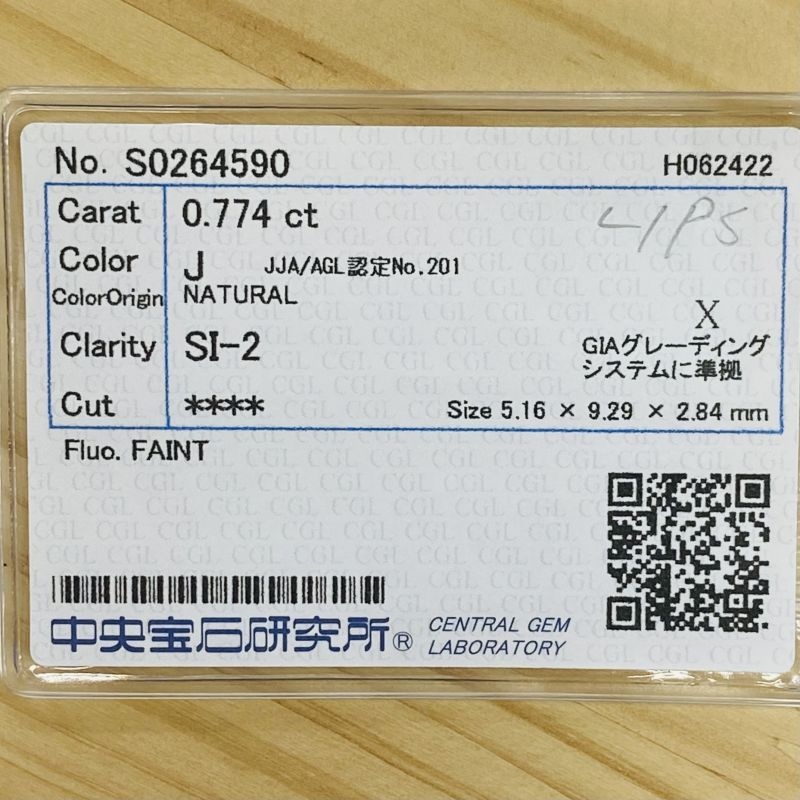 No. S0264590 H062422
Carat 0.774 ct LIPS
Color J JJA/AGL認定No.201
ColorOrigin NATURAL
X
Clarity SI-2 GIAグレーディング
システムに準拠
Cut **** Size 5.16 × 9.29 × 2.84 mm
Fluo. FAINT
中央宝石研究所® CENTRAL GEM
LABORATORY